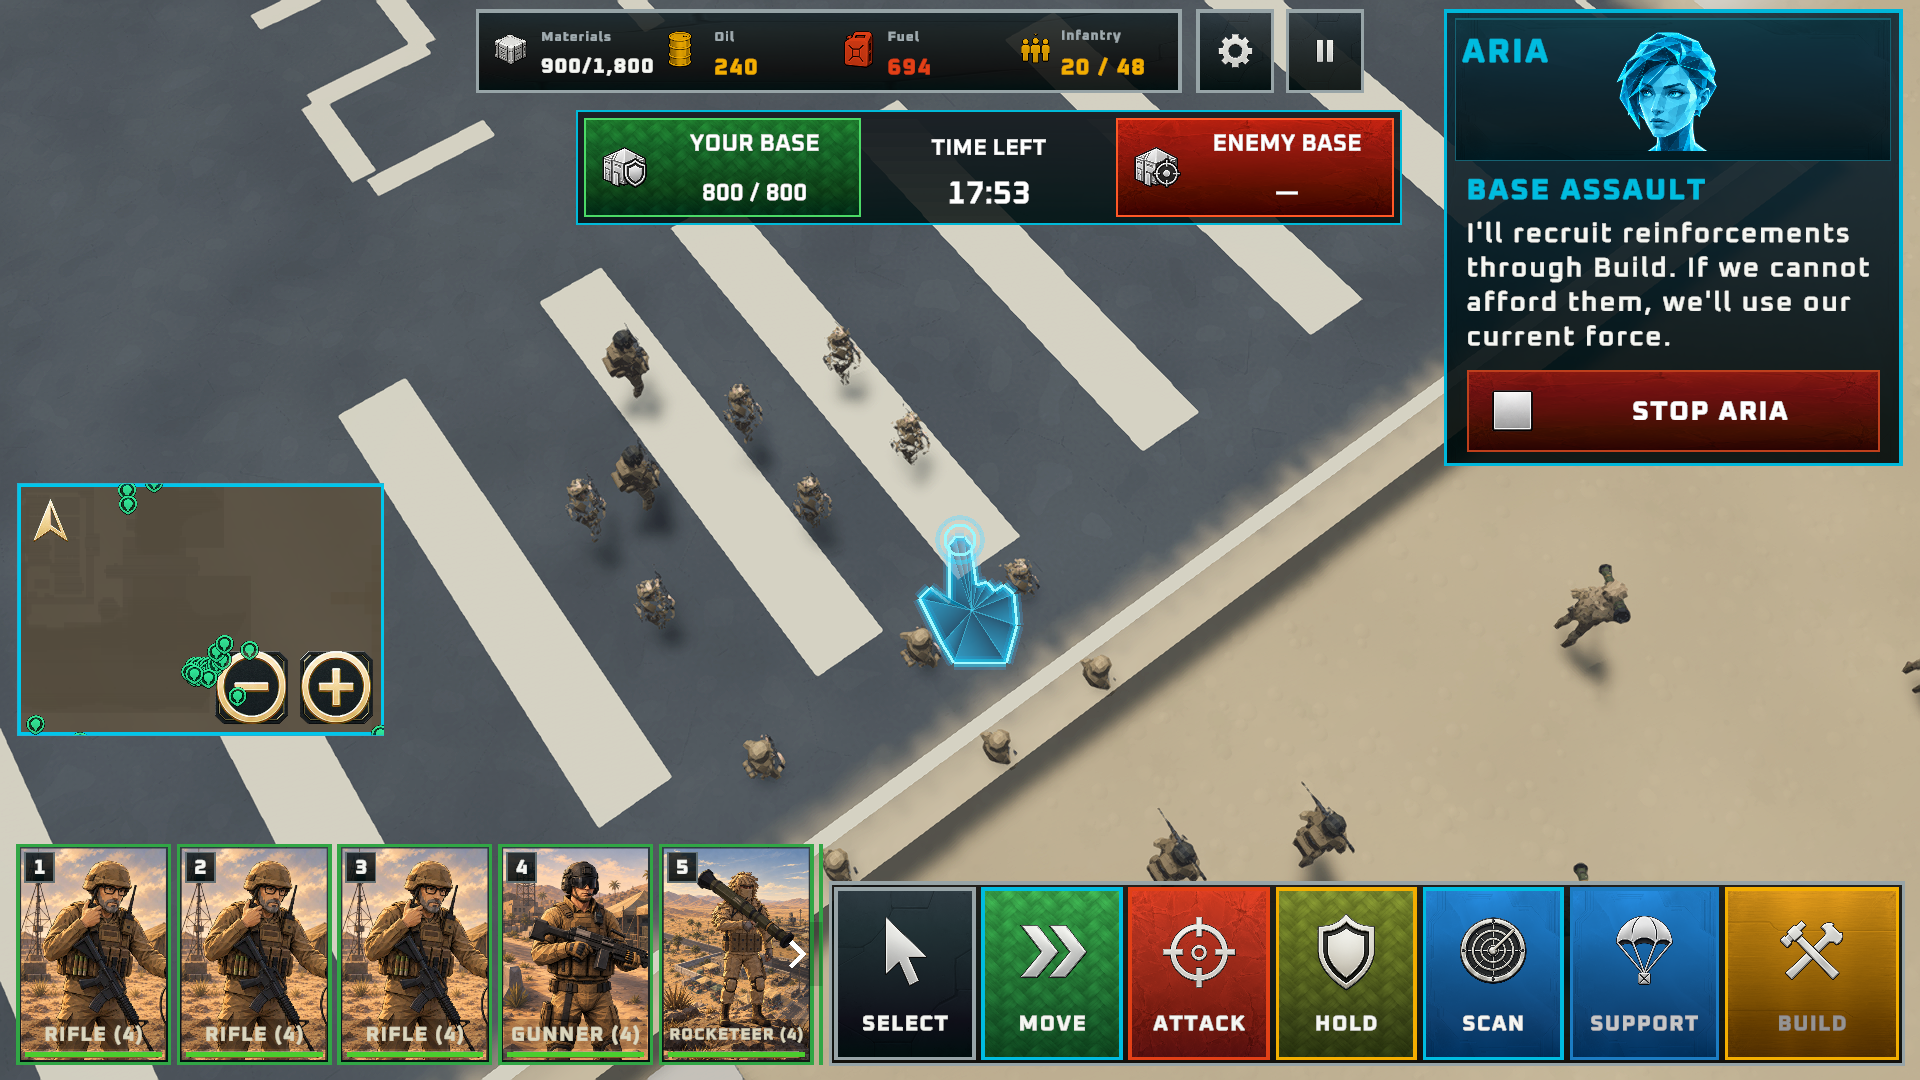 Materials
900/1,800
Oil
240
Fuel
694
Infantry
20 / 48
YOUR BASE
800 / 800
TIME LEFT
17:53
ENEMY BASE
—
ARIA
BASE ASSAULT
I'll recruit reinforcements
through Build. If we cannot
afford them, we'll use our
current force.
STOP ARIA
1
RIFLE (4)
2
RIFLE (4)
3
RIFLE (4)
4
GUNNER (4)
5
ROCKETEER (4)
SELECT
MOVE
ATTACK
HOLD
SCAN
SUPPORT
BUILD